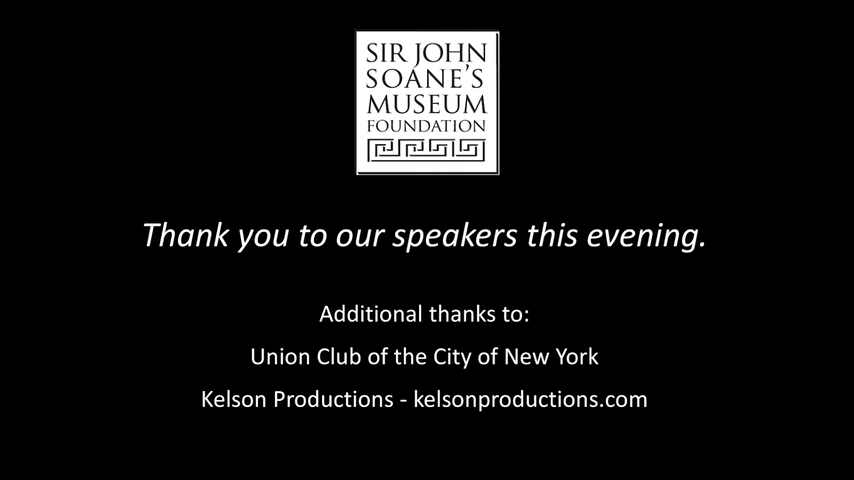 SIR JOHN
SOANE'S
MUSEUM
FOUNDATION
Thank you to our speakers this evening.
Additional thanks to:
Union Club of the City of New York
Kelson Productions - kelsonproductions.com